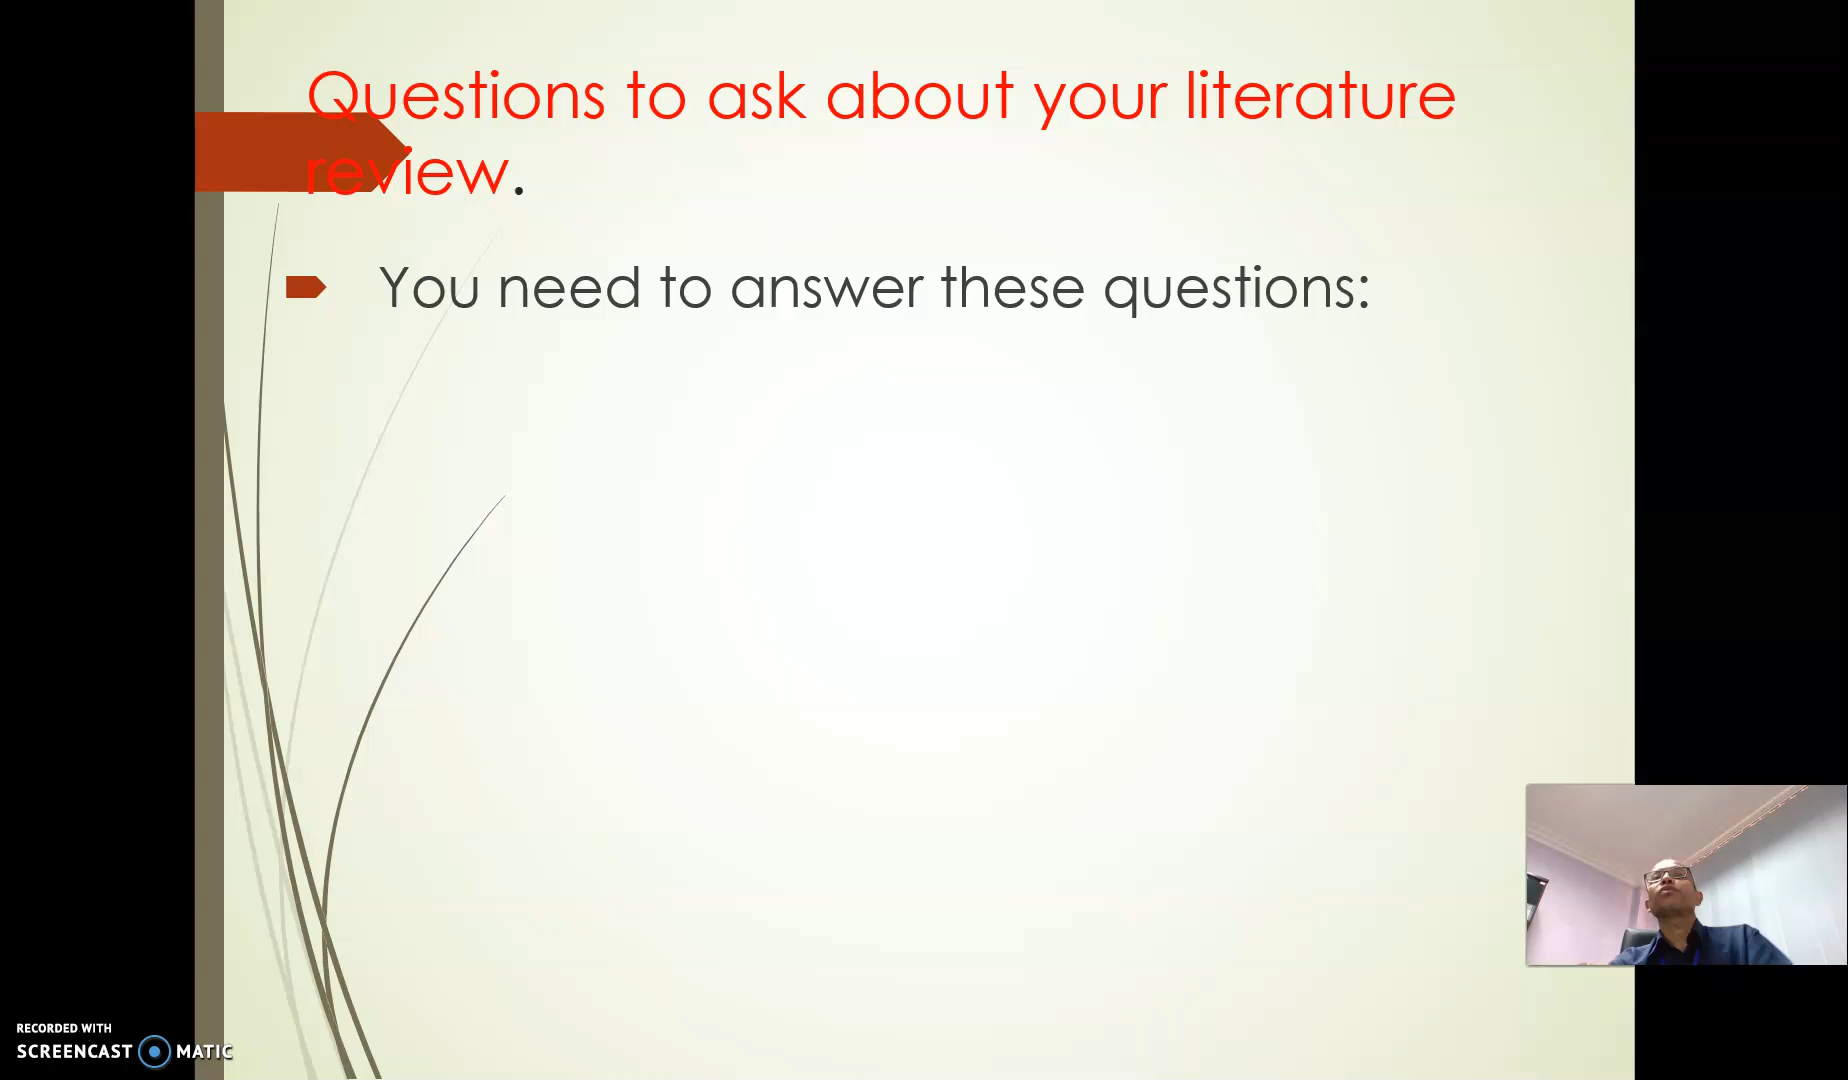 Questions to ask about your literature
review.
You need to answer these questions:
RECORDED WITH
SCREENCAST MATIC